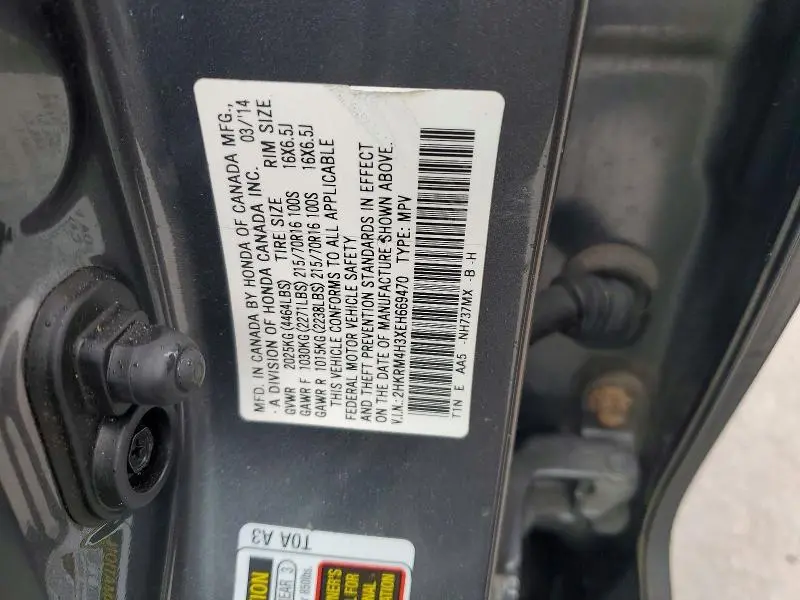 MFD. IN CANADA BY HONDA OF CANADA MFG.,
A DIVISION OF HONDA CANADA INC. 03/'14
GVWR 2025KG(4464LBS) TIRE SIZE RIM SIZE
GAWR F 1030KG(2271LBS) 215/70R16 100S 16X6.5J
GAWR R 1015KG(2238LBS) 215/70R16 100S 16X6.5J
THIS VEHICLE CONFORMS TO ALL APPLICABLE
FEDERAL MOTOR VEHICLE SAFETY
AND THEFT PREVENTION STANDARDS IN EFFECT
ON THE DATE OF MANUFACTURE SHOWN ABOVE.
V.I.N.:2HKRM4H3XEH669470 TYPE: MPV
T1N E AA5 -NH737MX -B -H
T0A A3